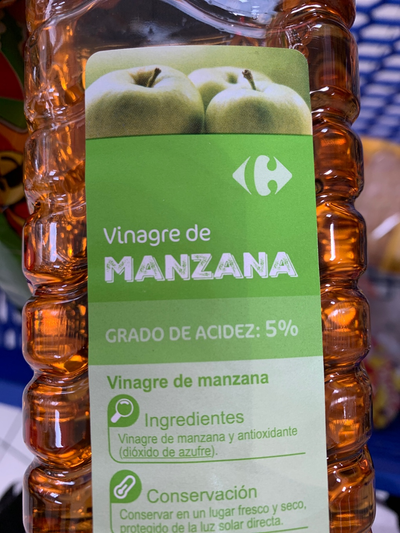 Vinagre de
MANZANA
GRADO DE ACIDEZ: 5%
Vinagre de manzana
Ingredientes
Vinagre de manzana y antioxidante
(dióxido de azufre).
Conservación
Conservar en un lugar fresco y seco,
protegido de la luz solar directa.